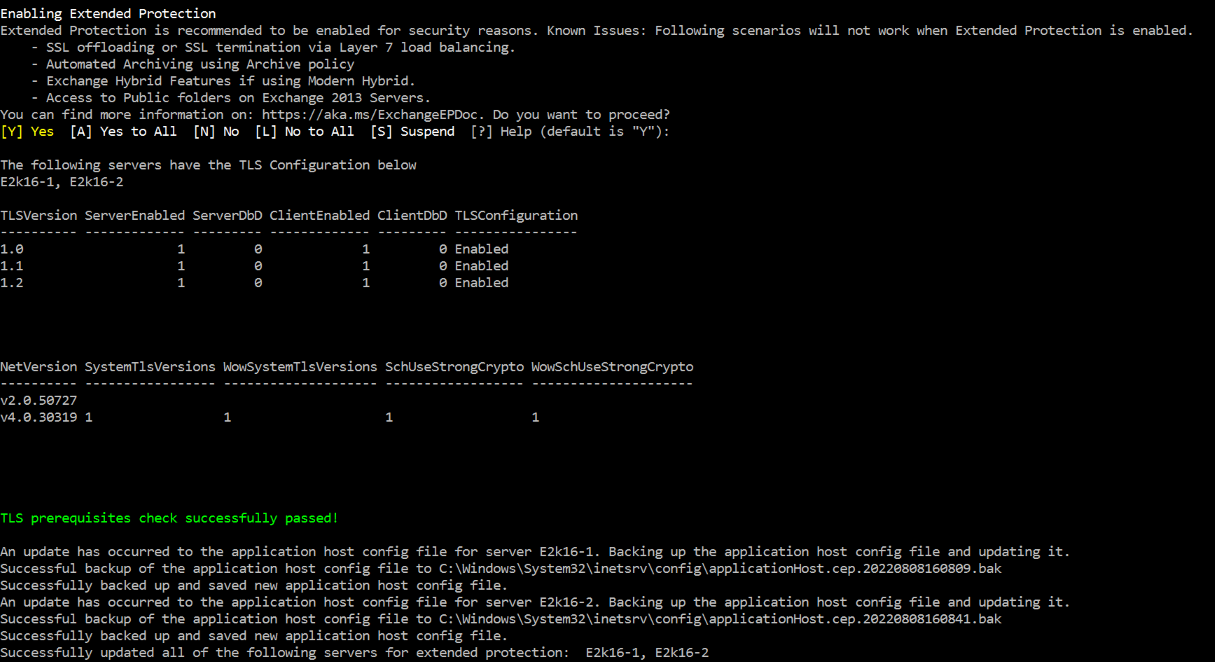 Enabling Extended Protection
Extended Protection is recommended to be enabled for security reasons. Known Issues: Following scenarios will not work when Extended Protection is enabled.
    - SSL offloading or SSL termination via Layer 7 load balancing.
    - Automated Archiving using Archive policy
    - Exchange Hybrid Features if using Modern Hybrid.
    - Access to Public folders on Exchange 2013 Servers.
You can find more information on: https://aka.ms/ExchangeEPDoc. Do you want to proceed?
[Y] Yes  [A] Yes to All  [N] No  [L] No to All  [S] Suspend  [?] Help (default is "Y"):
The following servers have the TLS Configuration below
E2k16-1, E2k16-2
TLSVersion ServerEnabled ServerDbD ClientEnabled ClientDbD TLSConfiguration
---------- ------------- --------- ------------- --------- ----------------
1.0                    1         0             1         0 Enabled
1.1                    1         0             1         0 Enabled
1.2                    1         0             1         0 Enabled
NetVersion SystemTlsVersions WowSystemTlsVersions SchUseStrongCrypto WowSchUseStrongCrypto
---------- ----------------- -------------------- ------------------ ---------------------
v2.0.50727
v4.0.30319 1                 1                    1                  1
TLS prerequisites check successfully passed!
An update has occurred to the application host config file for server E2k16-1. Backing up the application host config file and updating it.
Successful backup of the application host config file to C:\Windows\System32\inetsrv\config\applicationHost.cep.20220808160809.bak
Successfully backed up and saved new application host config file.
An update has occurred to the application host config file for server E2k16-2. Backing up the application host config file and updating it.
Successful backup of the application host config file to C:\Windows\System32\inetsrv\config\applicationHost.cep.20220808160841.bak
Successfully backed up and saved new application host config file.
Successfully updated all of the following servers for extended protection:  E2k16-1, E2k16-2